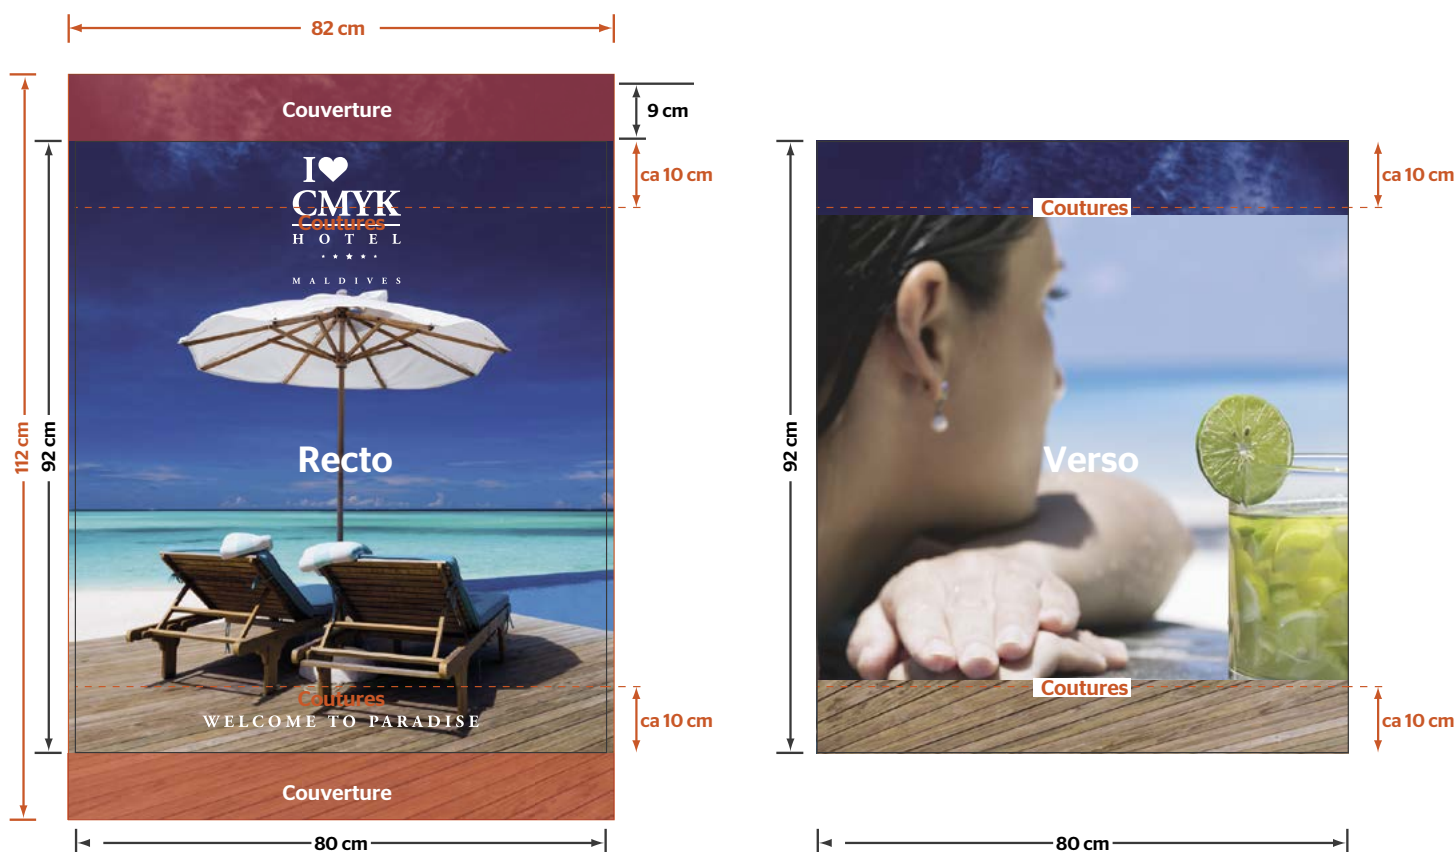 82 cm
Couverture
9 cm
I
CMYK
Coutures
HOTEL
MALDIVES
ca 10 cm
112 cm
92 cm
Recto
Coutures
WELCOME TO PARADISE
ca 10 cm
Couverture
80 cm
ca 10 cm
Coutures
92 cm
Verso
Coutures
ca 10 cm
80 cm